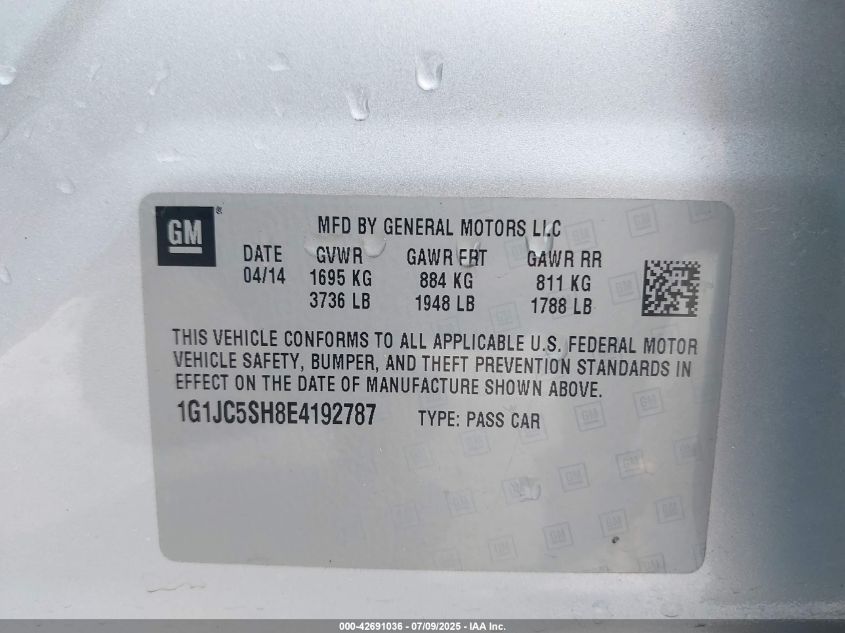 GM®
MFD BY GENERAL MOTORS LLC
DATE GVWR GAWR FRT GAWR RR
04/14 1695 KG 884 KG 811 KG
3736 LB 1948 LB 1788 LB
THIS VEHICLE CONFORMS TO ALL APPLICABLE U.S. FEDERAL MOTOR
VEHICLE SAFETY, BUMPER, AND THEFT PREVENTION STANDARDS IN
EFFECT ON THE DATE OF MANUFACTURE SHOWN ABOVE.
1G1JC5SH8E4192787 TYPE: PASS CAR
000-42691036 - 07/09/2025 - IAA Inc.